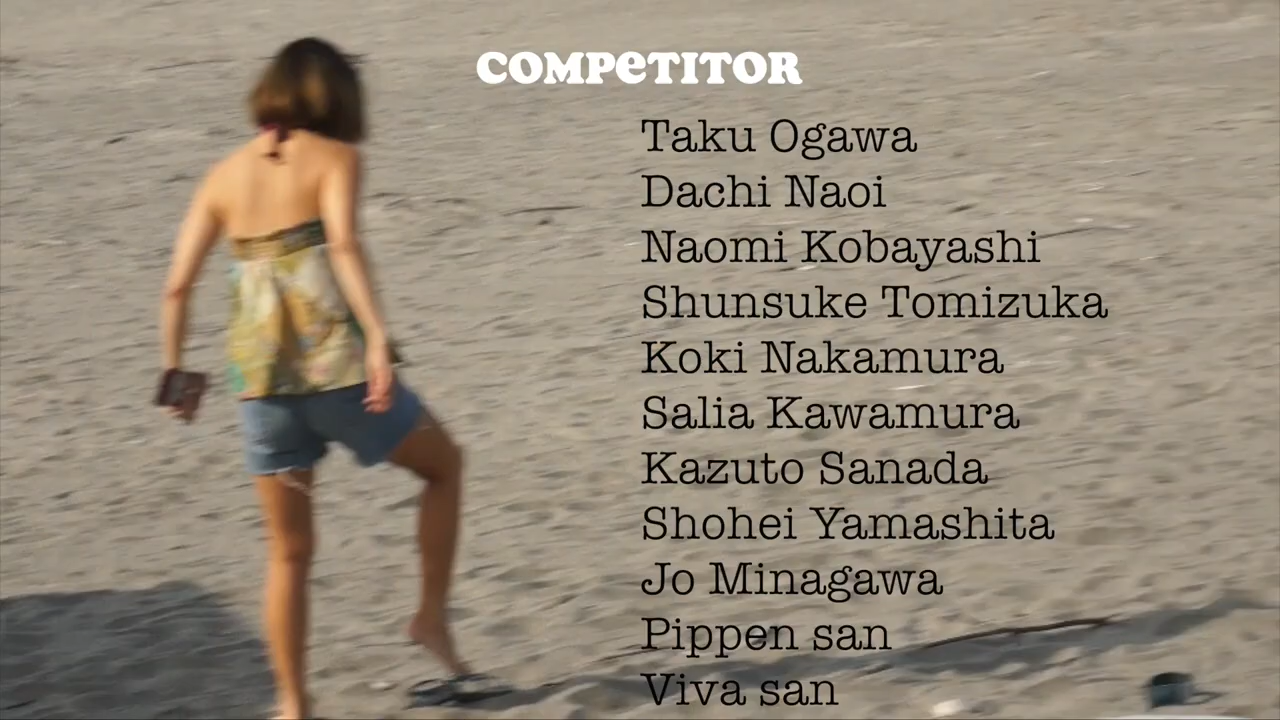 COMPeTITOR
Taku Ogawa
Dachi Naoi
Naomi Kobayashi
Shunsuke Tomizuka
Koki Nakamura
Salia Kawamura
Kazuto Sanada
Shohei Yamashita
Jo Minagawa
Pippen san
Viva san